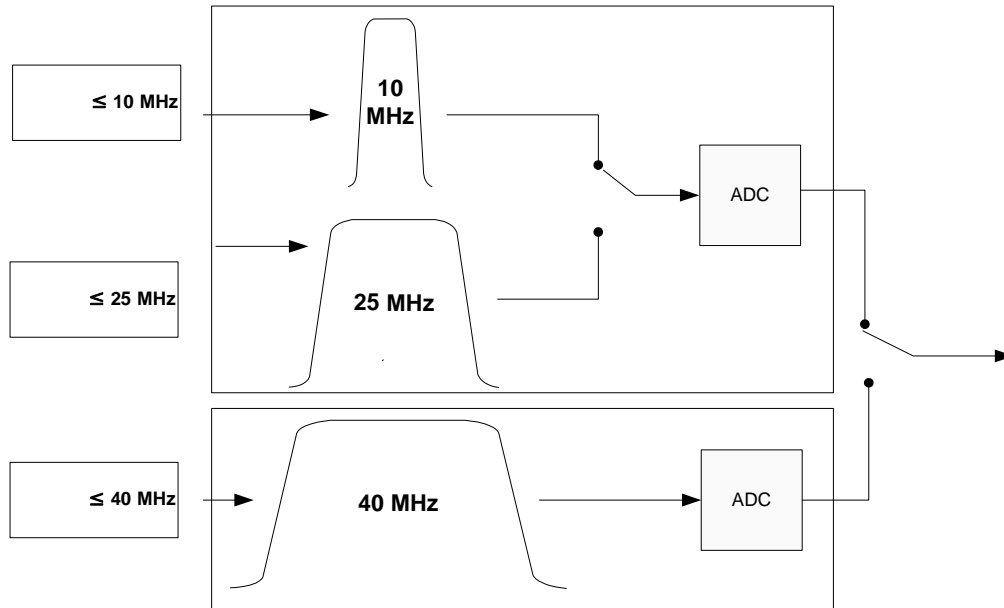 ≤ 10 MHz
10
MHz
ADC
≤ 25 MHz
25 MHz
≤ 40 MHz
40 MHz
ADC